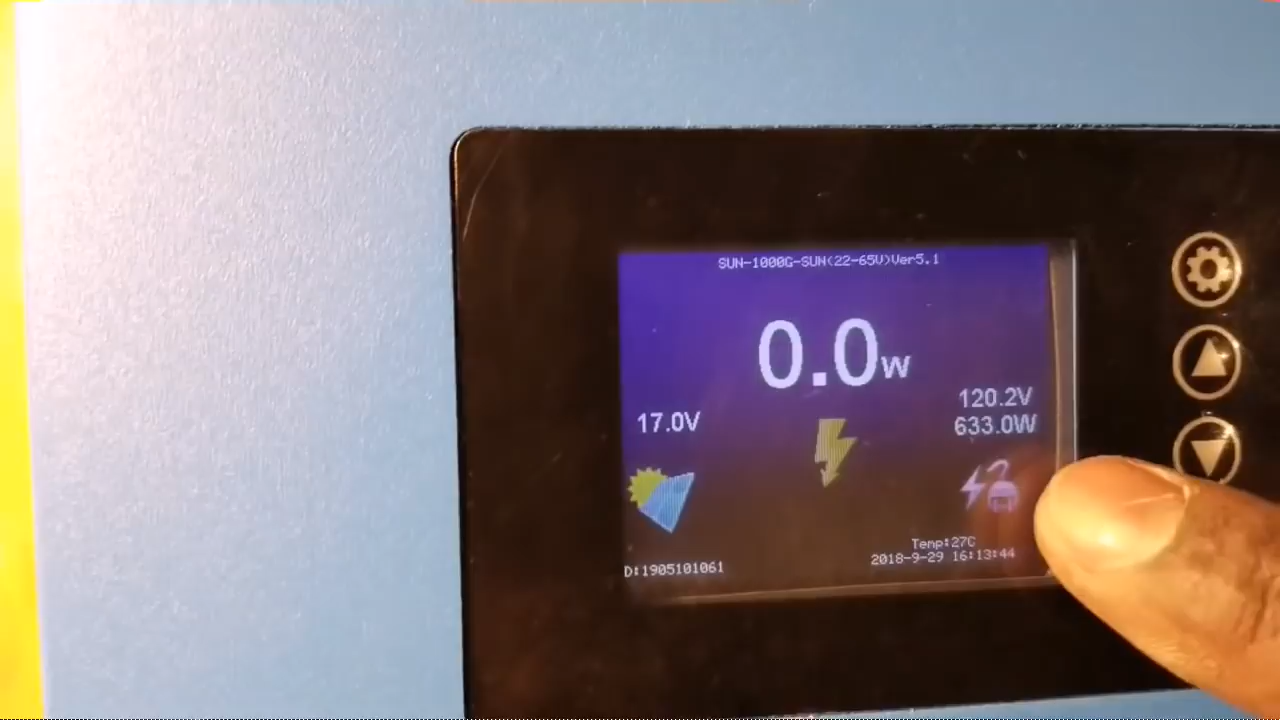 SUN-1000G-SUN(22-65V)Ver5.1
0.0W
120.2V
17.0V
633.0W
Temp:27C
2018-9-29 16:13:44
D:1905101061